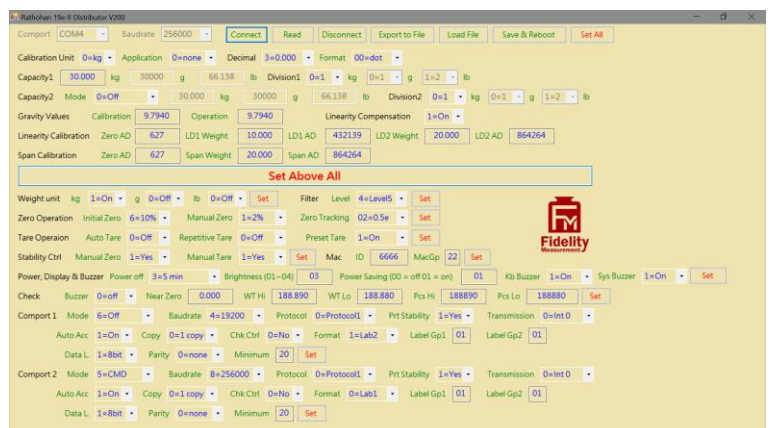 Rathohan 19e-II Distributor V200
Comport COM4 Baudrate 256000 Connect Read Disconnect Export to File Load File Save & Reboot Set All
Calibration Unit 0=kg Application 0=none Decimal 3=0.000 Format 00=dot
Capacity1 30.000 kg 30000 g 66.138 lb Division1 0=1 kg 0=1 g 1=2 lb
Capacity2 Mode 0=Off 30.000 kg 30000 g 66.138 lb Division2 0=1 kg 0=1 g 1=2 lb
Gravity Values Calibration 9.7940 Operation 9.7940 Linearity Compensation 1=On
Linearity Calibration Zero AD 627 LD1 Weight 10.000 LD1 AD 432139 LD2 Weight 20.000 LD2 AD 864264
Span Calibration Zero AD 627 Span Weight 20.000 Span AD 864264
Set Above All
Weight unit kg 1=On g 0=Off lb 0=Off Set Filter Level 4=Level5 Set
Zero Operation Initial Zero 6=10% Manual Zero 1=2% Zero Tracking 02=0.5e Set
Tare Operaion Auto Tare 0=Off Repetitive Tare 0=Off Preset Tare 1=On Set
Stability Ctrl Manual Zero 1=Yes Manual Tare 1=Yes Set Mac ID 6666 MacGp 22 Set
FM
Fidelity
Measurement
Power, Display & Buzzer Power off 3=5 min Brightness (01~04) 03 Power Saving (00 = off 01 = on) 01 Kb Buzzer 1=On Sys Buzzer 1=On Set
Check Buzzer 0=off Near Zero 0.000 WT Hi 188.890 WT Lo 188.880 Pcs Hi 188890 Pcs Lo 188880 Set
Comport 1 Mode 6=Off Baudrate 4=19200 Protocol 0=Protocol1 Prt Stability 1=Yes Transmission 0=Int 0
Auto Acc 1=On Copy 0=1 copy Chk Ctrl 0=No Format 1=Lab2 Label Gp1 01 Label Gp2 01
Data L. 1=8bit Parity 0=none Minimum 20 Set
Comport 2 Mode 5=CMD Baudrate 8=256000 Protocol 0=Protocol1 Prt Stability 1=Yes Transmission 0=Int 0
Auto Acc 1=On Copy 0=1 copy Chk Ctrl 0=No Format 0=Lab1 Label Gp1 01 Label Gp2 01
Data L. 1=8bit Parity 0=none Minimum 20 Set